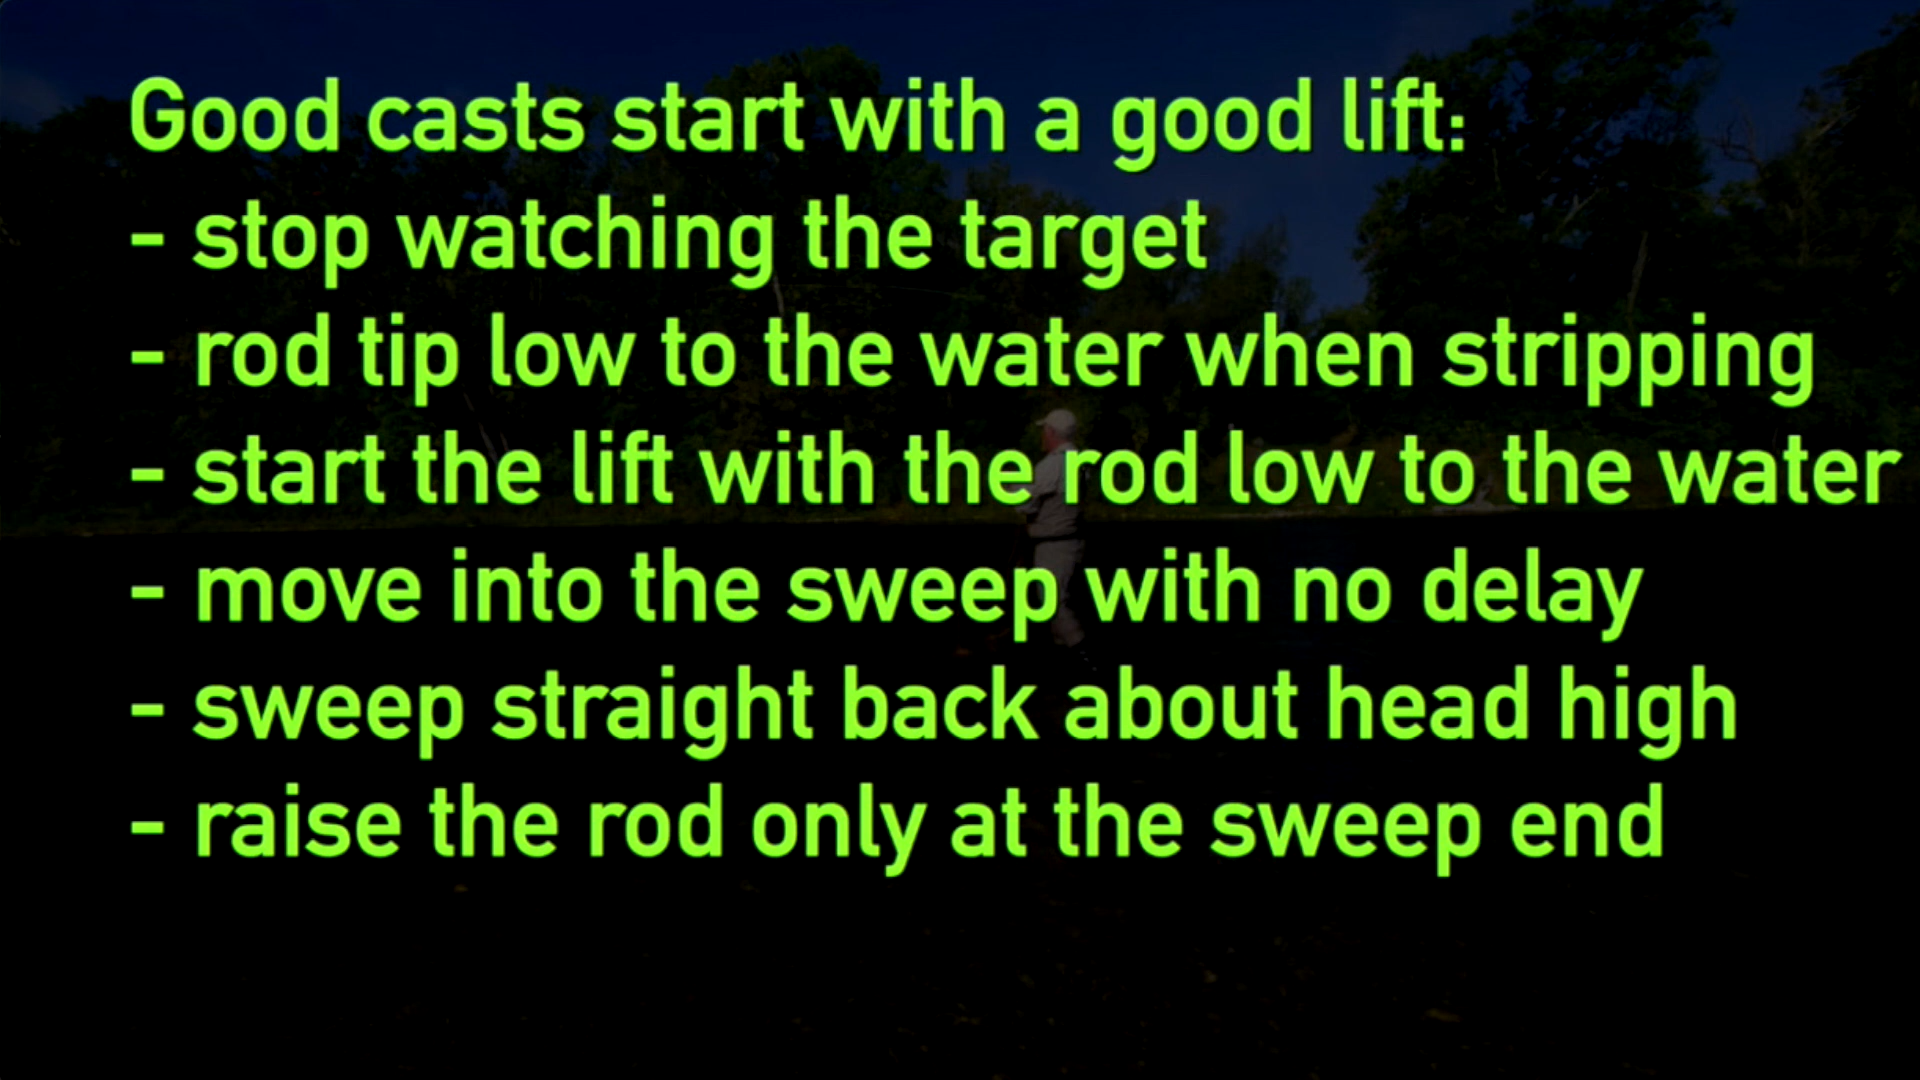 Good casts start with a good lift:
- stop watching the target
- rod tip low to the water when stripping
- start the lift with the rod low to the water
- move into the sweep with no delay
- sweep straight back about head high
- raise the rod only at the sweep end